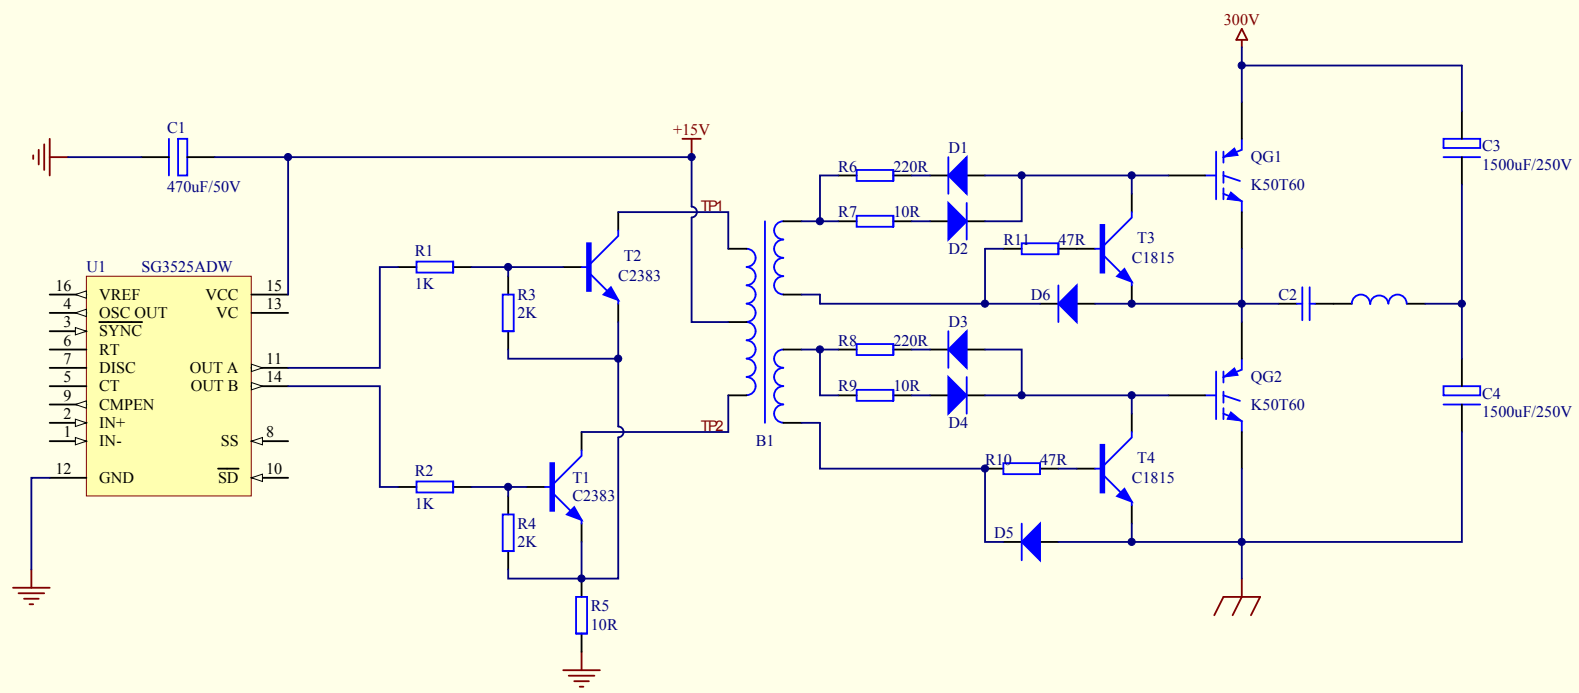 300V
C1
470uF/50V
+15V
TP1
C3
1500uF/250V
QG1
K50T60
D1
R6 220R
R7 10R
D2
R11 47R
T3
C1815
D6
C2
R1
1K
R3
2K
T2
C2383
U1 SG3525ADW
16 VREF VCC 15
4 OSC OUT VC 13
3 SYNC
6 RT
7 DISC OUT A 11
5 CT OUT B 14
9 CMPEN
2 IN+
1 IN- SS 8
12 GND SD 10
D3
R8 220R
R9 10R
D4
QG2
K50T60
C4
1500uF/250V
TP2
B1
R2
1K
R4
2K
T1
C2383
R10 47R
T4
C1815
D5
R5
10R